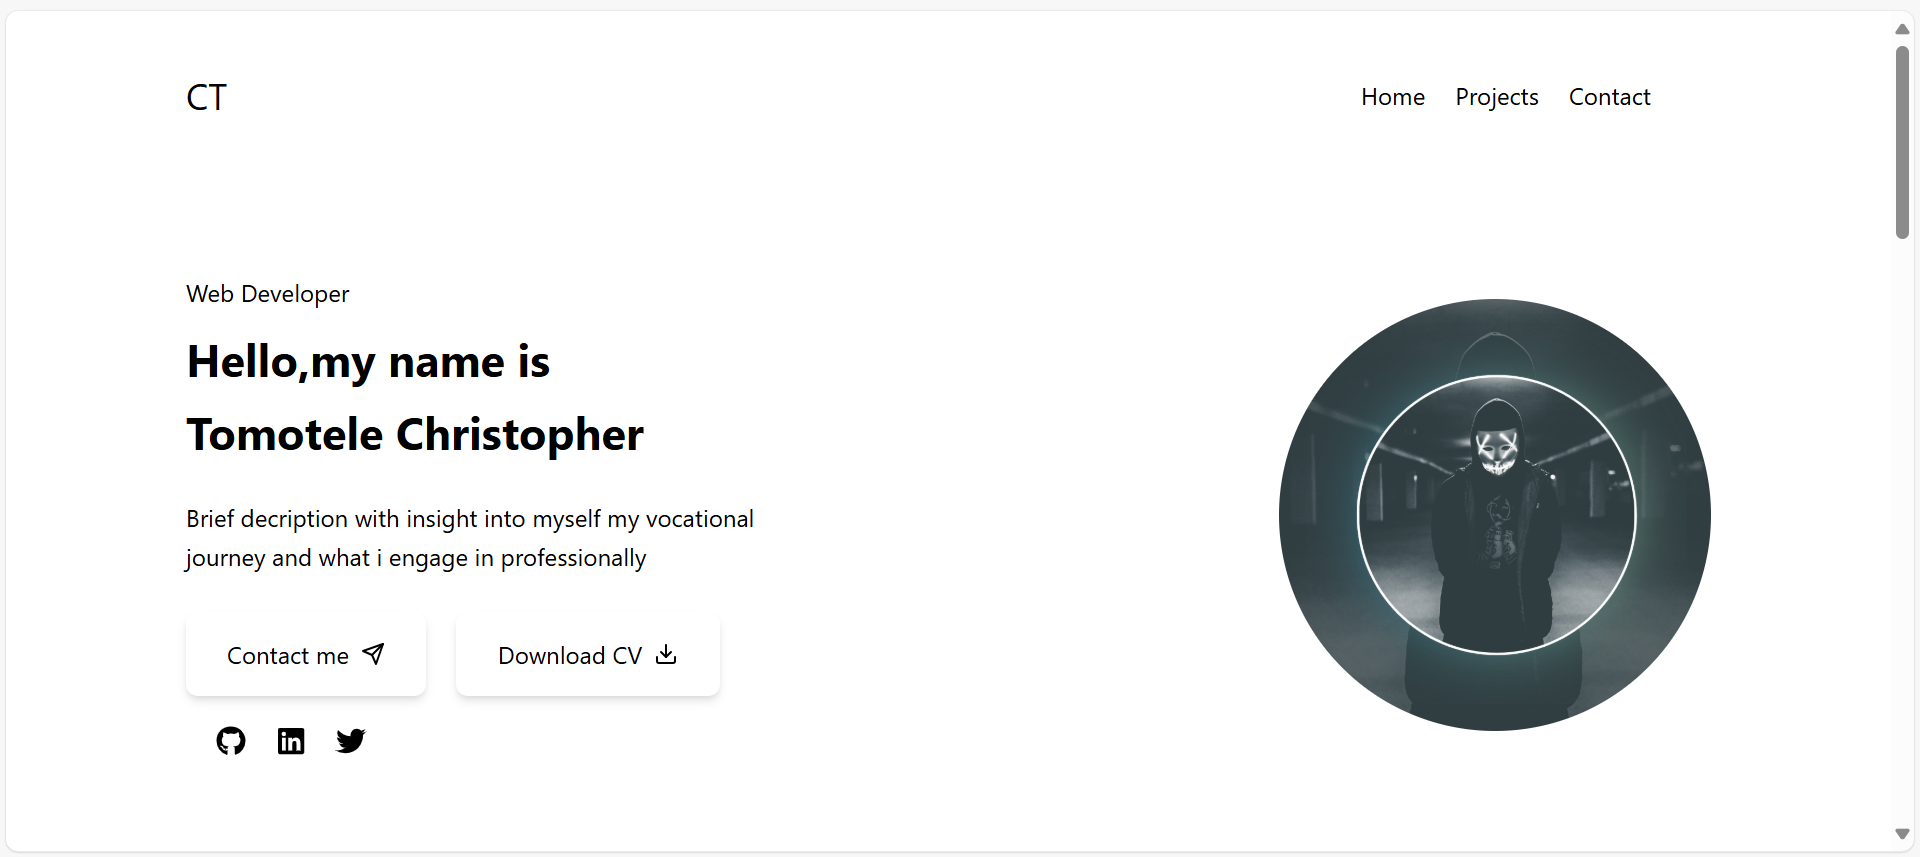 CT
Home Projects Contact
Web Developer
Hello,my name is
Tomotele Christopher
Brief decription with insight into myself my vocational
journey and what i engage in professionally
Contact me
Download CV
in